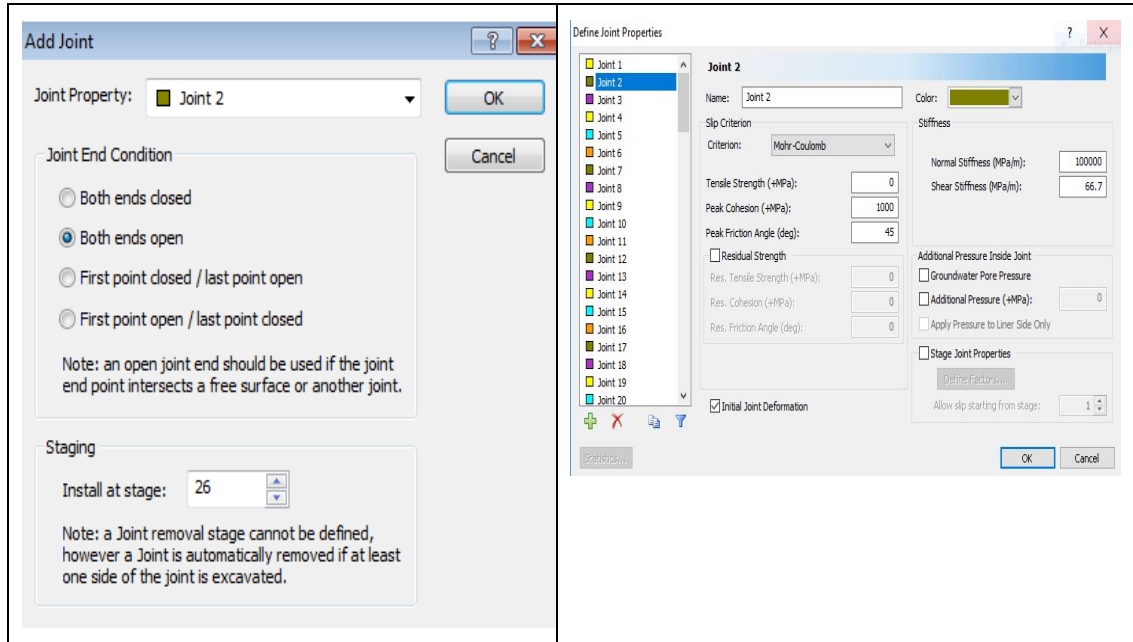 Add Joint
Joint Property: Joint 2
OK
Cancel
Joint End Condition
Both ends closed
Both ends open
First point closed / last point open
First point open / last point closed
Note: an open joint end should be used if the joint
end point intersects a free surface or another joint.
Staging
Install at stage: 26
Note: a Joint removal stage cannot be defined,
however a Joint is automatically removed if at least
one side of the joint is excavated.
Define Joint Properties
? X
Joint 1
Joint 2
Joint 3
Joint 4
Joint 5
Joint 6
Joint 7
Joint 8
Joint 9
Joint 10
Joint 11
Joint 12
Joint 13
Joint 14
Joint 15
Joint 16
Joint 17
Joint 18
Joint 19
Joint 20
Statistics...
Joint 2
Name: Joint 2
Color:
Slip Criterion
Criterion: Mohr-Coulomb
Tensile Strength (+MPa): 0
Peak Cohesion (+MPa): 1000
Peak Friction Angle (deg): 45
Residual Strength
Res. Tensile Strength (+MPa): 0
Res. Cohesion (+MPa): 0
Res. Friction Angle (deg): 0
Initial Joint Deformation
Stiffness
Normal Stiffness (MPa/m): 100000
Shear Stiffness (MPa/m): 66.7
Additional Pressure Inside Joint
Groundwater Pore Pressure
Additional Pressure (+MPa): 0
Apply Pressure to Liner Side Only
Stage Joint Properties
Define Factors...
Allow slip starting from stage: 1
OK
Cancel